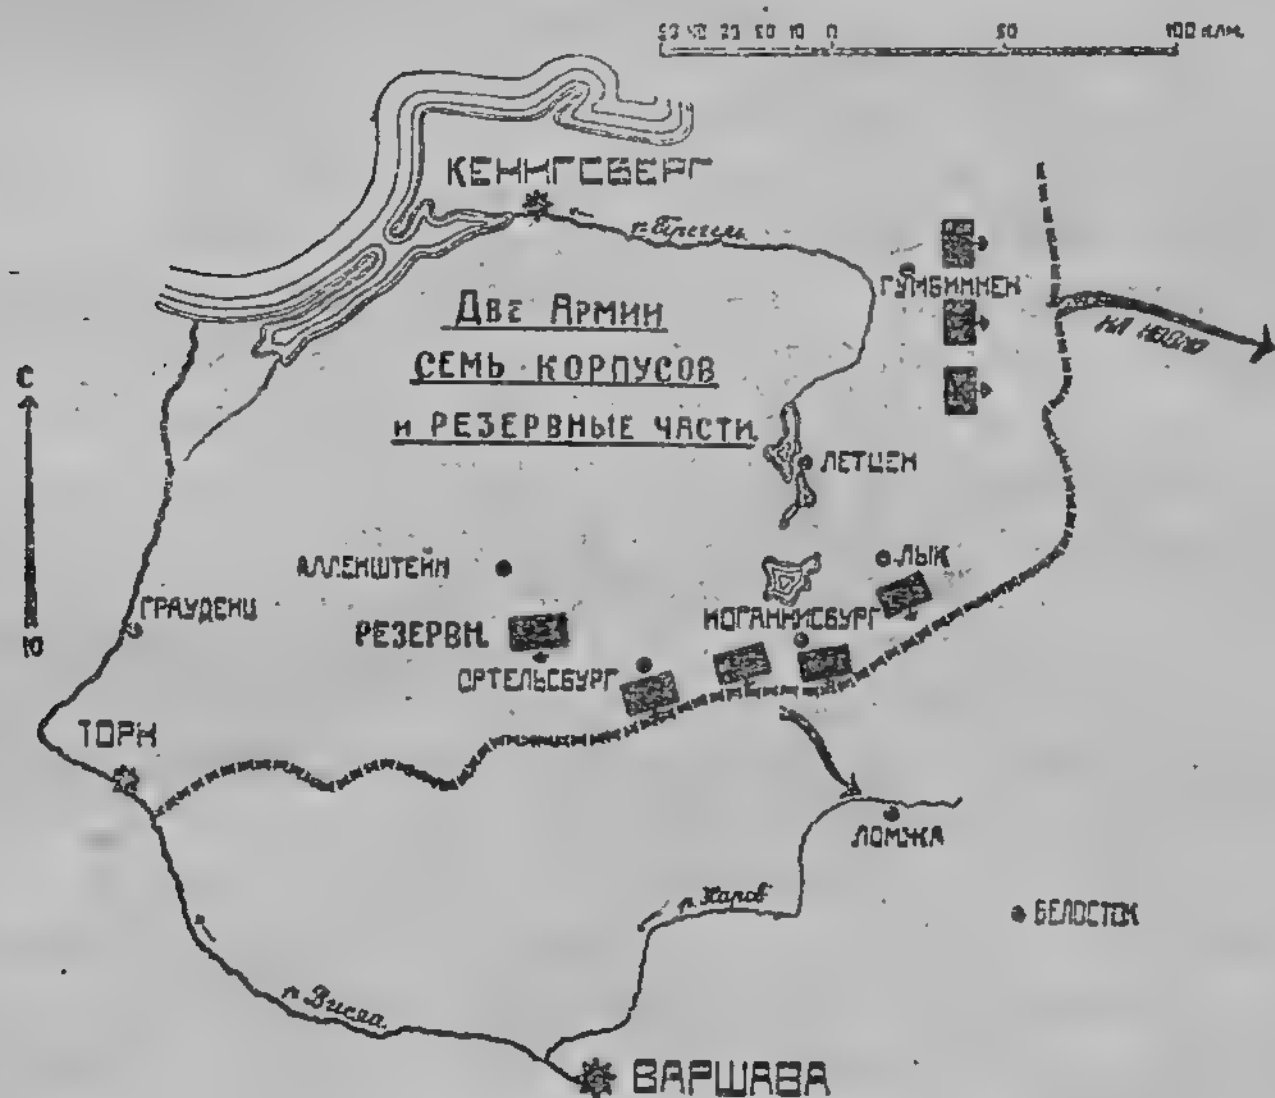 50 40 30 20 10 0 50 100 клм.
КЕНИГСБЕРГ
р. Прегель
ГУМБИННЕН
ДВЕ АРМИИ
СЕМЬ КОРПУСОВ
и РЕЗЕРВНЫЕ ЧАСТИ
С
Ю
ЛЕТЦЕН
АЛЛЕНШТЕЙН
ЛЫК
ГРАУДЕНЦ
РЕЗЕРВН.
ИОГАННИСБУРГ
ОРТЕЛЬСБУРГ
ТОРН
ЛОМЖА
р. Наров
БЕЛОСТОК
р. Висла
ВАРШАВА